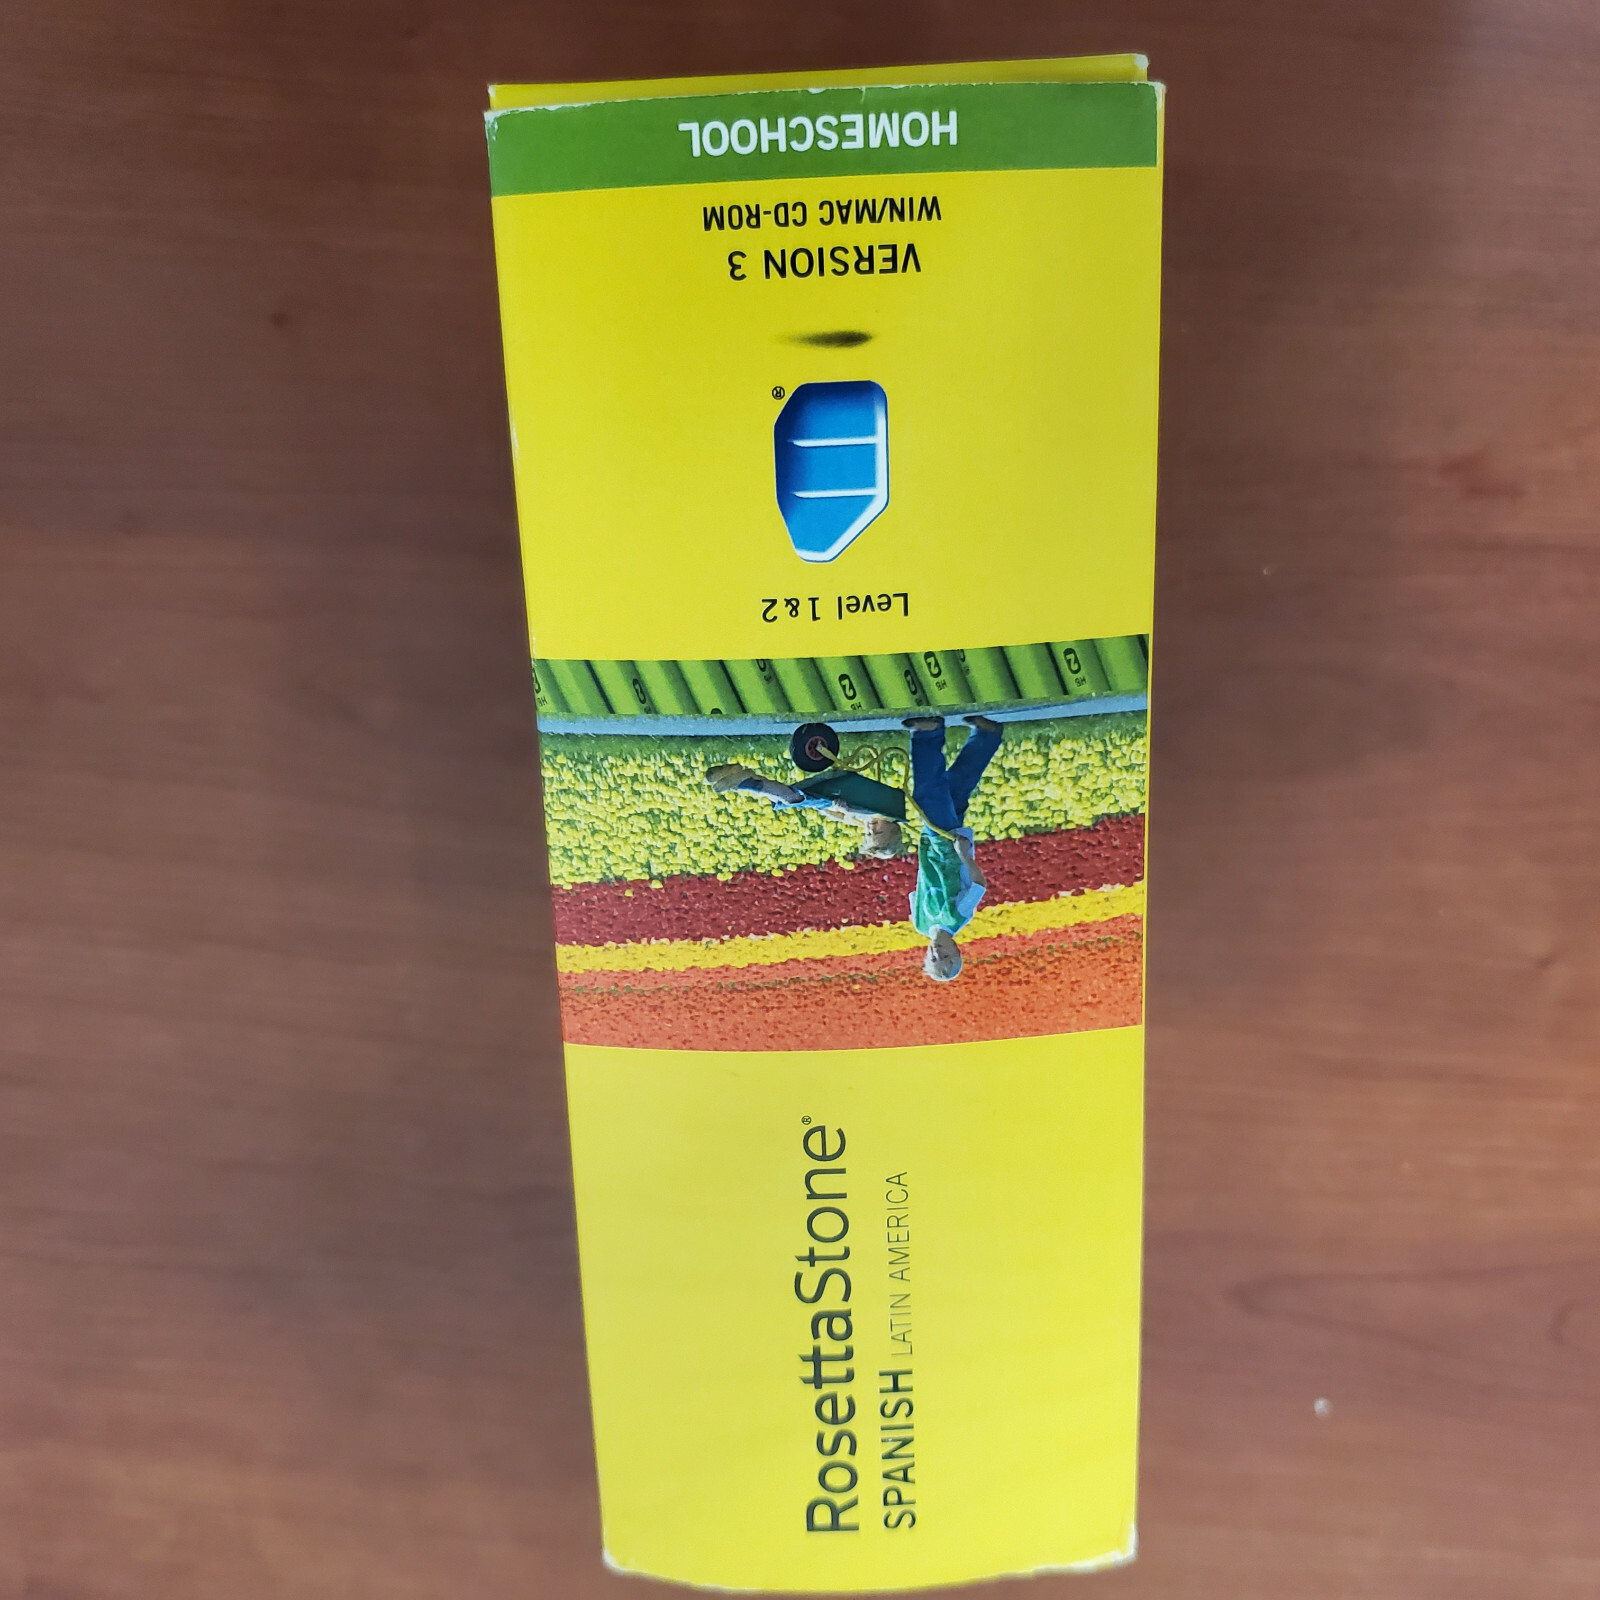 RosettaStone®
SPANISH LATIN AMERICA
Level 1 & 2
®
VERSION 3
WIN/MAC CD-ROM
HOMESCHOOL